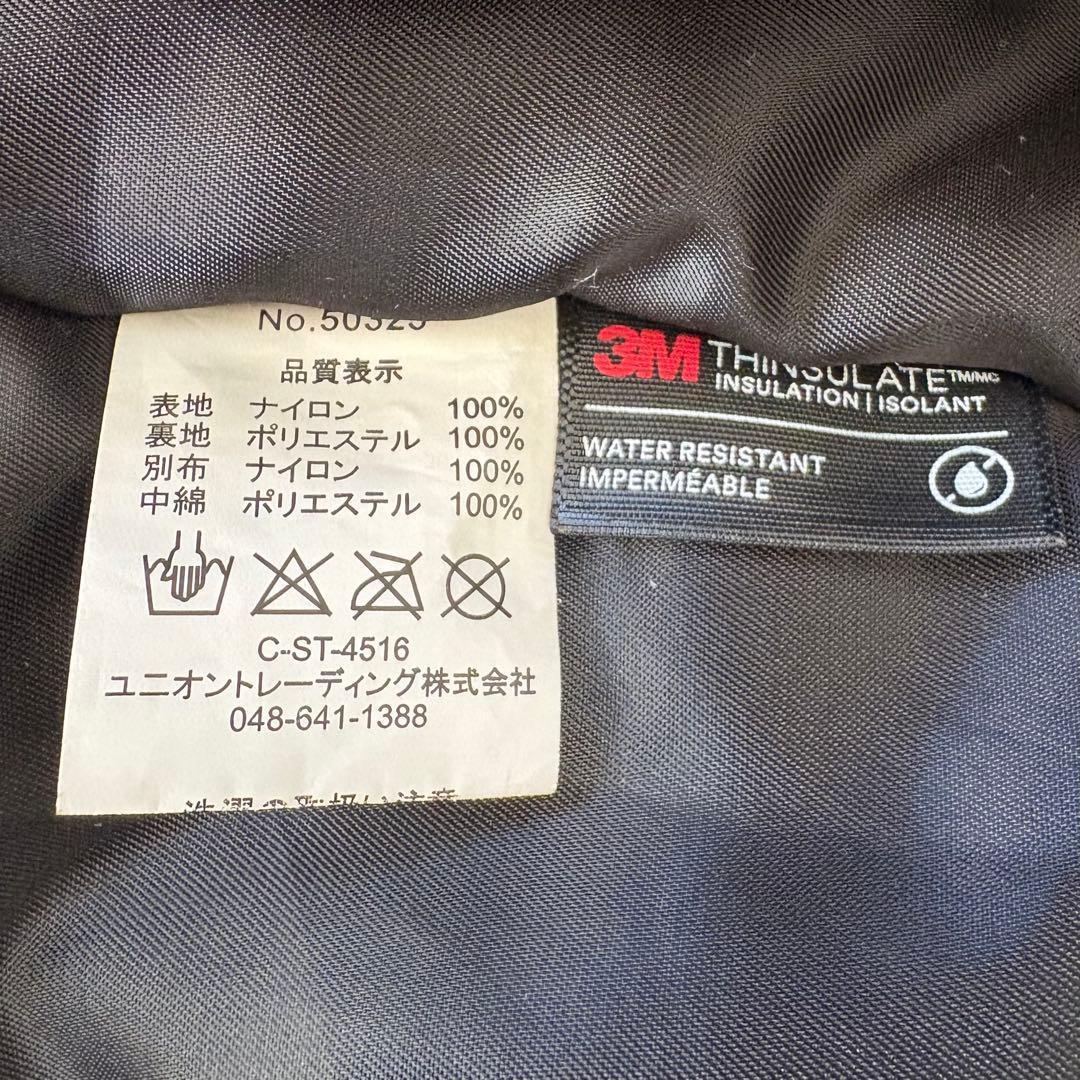 品質表示
表地 ナイロン 100%
裏地 ポリエステル 100%
別布 ナイロン 100%
中綿 ポリエステル 100%
C-ST-4516
ユニオントレーディング株式会社
048-641-1388
3M THINSULATE TM/MC
INSULATION | ISOLANT
WATER RESISTANT
IMPERMÉABLE